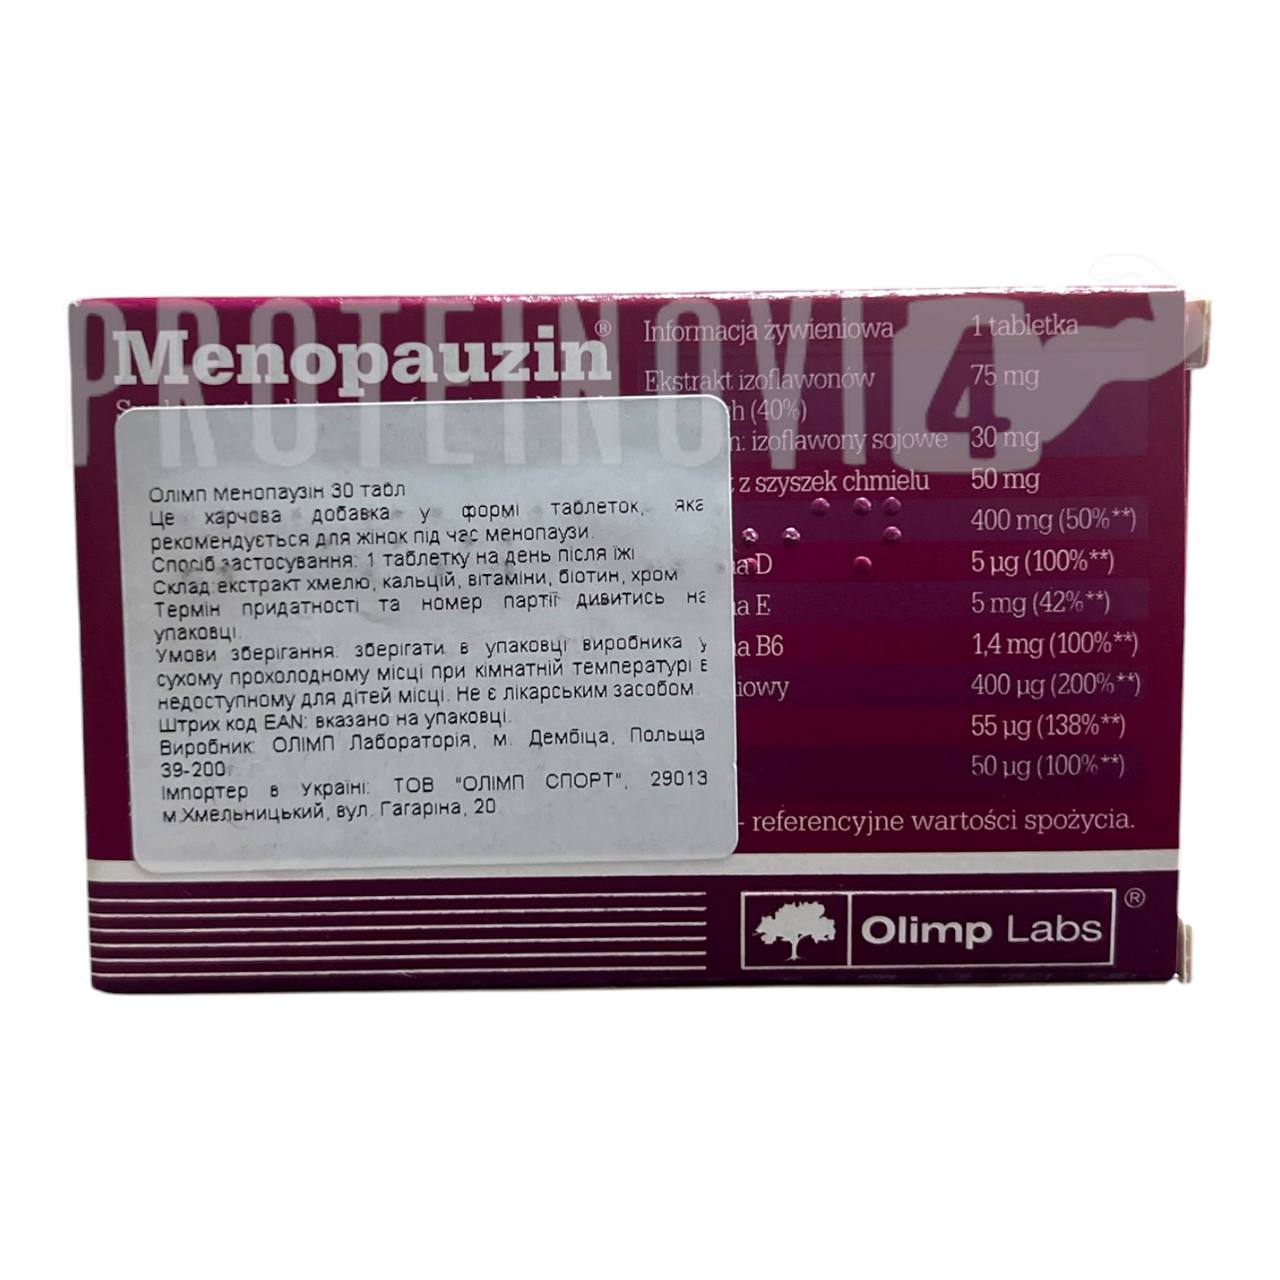 PROTEINOVI4
Menopauzin®
Informacja żywieniowa 1 tabletka
Ekstrakt izoflawonów 75 mg
(40%)
izoflawony sojowe 30 mg
z szyszek chmielu 50 mg
400 mg (50%**)
D 5 µg (100%**)
E 5 mg (42%**)
B6 1,4 mg (100%**)
400 µg (200%**)
55 µg (138%**)
50 µg (100%**)
- referencyjne wartości spożycia.
Олімп Менопаузін 30 табл
Це харчова добавка у формі таблеток, яка
рекомендується для жінок під час менопаузи.
Спосіб застосування: 1 таблетку на день після їжі
Склад:екстракт хмелю, кальцій, вітаміни, біотин, хром
Термін придатності та номер партії дивитись на
упаковці.
Умови зберігання: зберігати в упаковці виробника у
сухому прохолодному місці при кімнатній температурі в
недоступному для дітей місці. Не є лікарським засобом.
Штрих код EAN: вказано на упаковці.
Виробник: ОЛІМП Лабораторія, м. Дембіца, Польща
39-200
Імпортер в Україні: ТОВ "ОЛІМП СПОРТ", 29013
м.Хмельницький, вул. Гагаріна, 20
Olimp Labs®